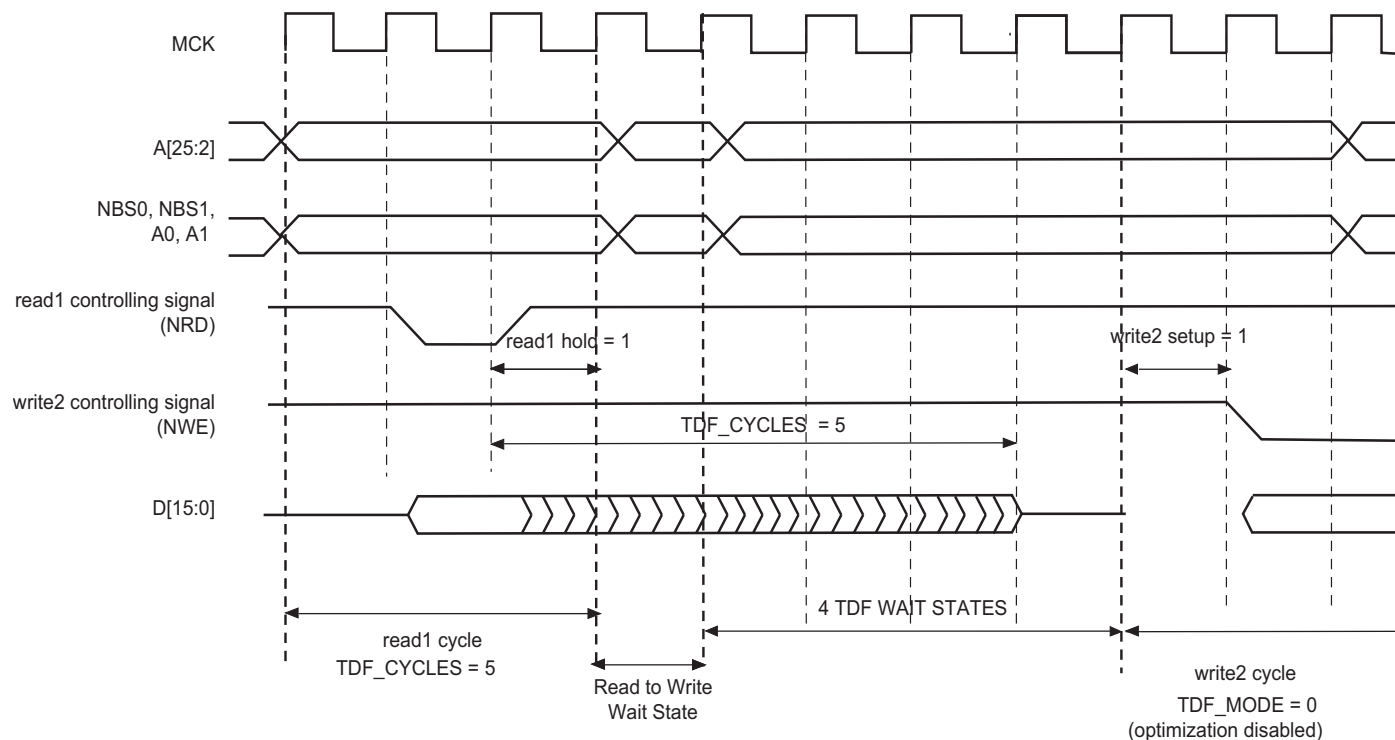 MCK
A[25:2]
NBS0, NBS1,
A0, A1
read1 controlling signal
(NRD)
read1 hold = 1
write2 setup = 1
write2 controlling signal
(NWE)
TDF_CYCLES = 5
D[15:0]
4 TDF WAIT STATES
read1 cycle
TDF_CYCLES = 5
Read to Write
Wait State
write2 cycle
TDF_MODE = 0
(optimization disabled)